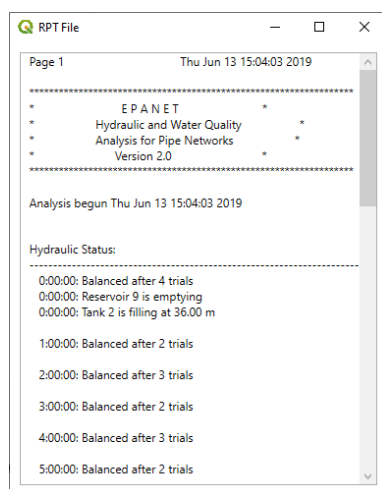 RPT File
Page 1 Thu Jun 13 15:04:03 2019
******************************************************************
* E P A N E T *
* Hydraulic and Water Quality *
* Analysis for Pipe Networks *
* Version 2.0 *
******************************************************************
Analysis begun Thu Jun 13 15:04:03 2019
Hydraulic Status:
-----------------------------------------------------------------------
0:00:00: Balanced after 4 trials
0:00:00: Reservoir 9 is emptying
0:00:00: Tank 2 is filling at 36.00 m
1:00:00: Balanced after 2 trials
2:00:00: Balanced after 3 trials
3:00:00: Balanced after 2 trials
4:00:00: Balanced after 3 trials
5:00:00: Balanced after 2 trials